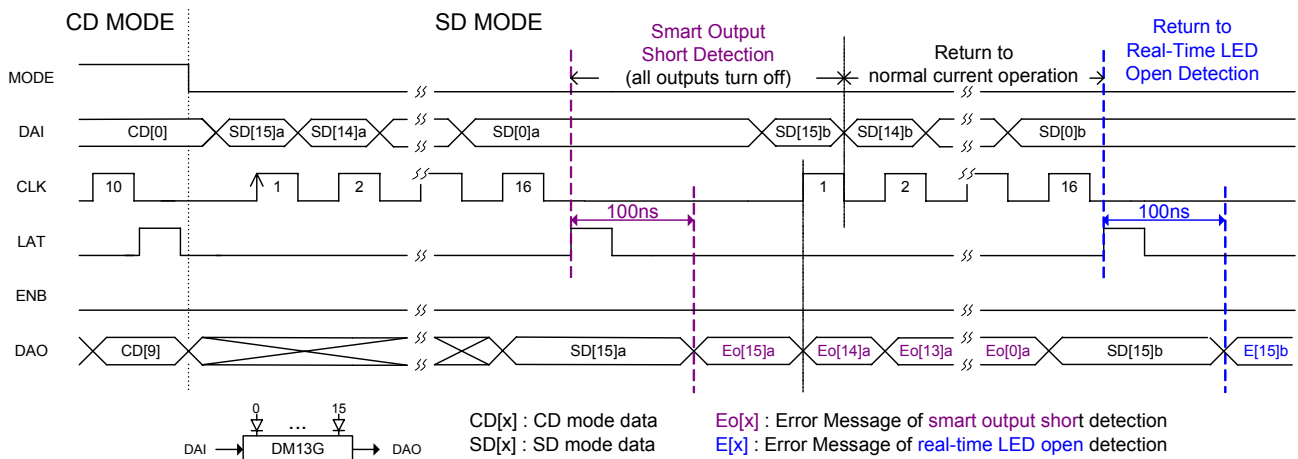 CD MODE
SD MODE
Smart Output
Short Detection
(all outputs turn off)
Return to
normal current operation
Return to
Real-Time LED
Open Detection
MODE
DAI CD[0] SD[15]a SD[14]a SD[0]a SD[15]b SD[14]b SD[0]b
CLK 10 1 2 16 1 2 16
100ns 100ns
LAT
ENB
DAO CD[9] SD[15]a Eo[15]a Eo[14]a Eo[13]a Eo[0]a SD[15]b E[15]b
0 ... 15
DAI DM13G DAO
CD[x] : CD mode data Eo[x] : Error Message of smart output short detection
SD[x] : SD mode data E[x] : Error Message of real-time LED open detection